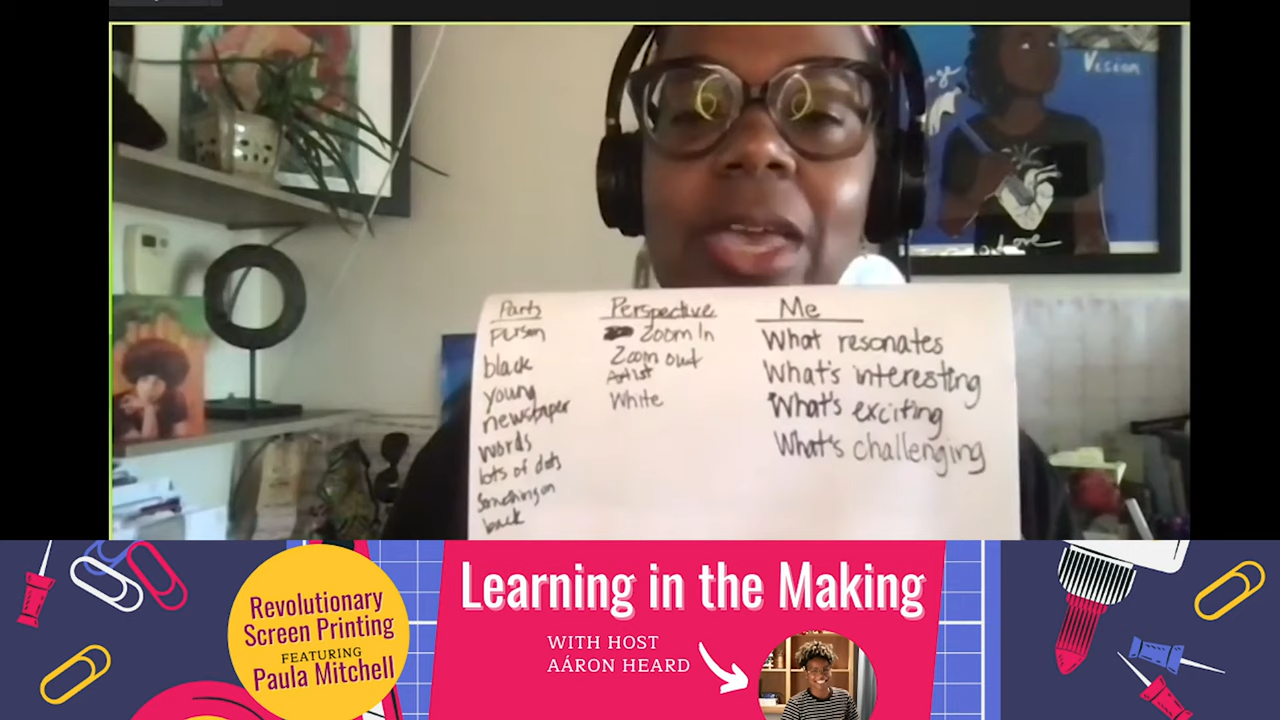 Vision
Love
Parts
person
black
young
newspaper
words
lots of dots
Something on
back
Perspective
Zoom In
Zoom out
Artist
White
Me
What resonates
What's interesting
What's exciting
What's challenging
Revolutionary
Screen Printing
FEATURING
Paula Mitchell
Learning in the Making
WITH HOST
AÁRON HEARD